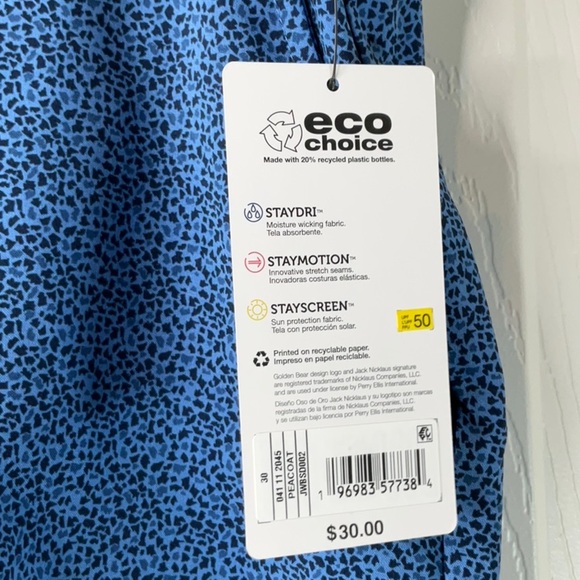 eco
choice
Made with 20% recycled plastic bottles.
STAYDRI™
Moisture wicking fabric.
Tela absorbente.
STAYMOTION™
Innovative stretch seams.
Inovadoras costuras elásticas.
STAYSCREEN™
Sun protection fabric.
Tela con protección solar.
50
Printed on recyclable paper.
Impreso en papel reciclable.
Golden Bear design logo and Jack Nicklaus signature
are registered trademarks of Nicklaus Companies, LLC.
and are used under license by Perry Ellis International.
Diseño Oso de Oro Jack Nicklaus y su logotipo son marcas
registradas de la firma de Nicklaus Companies, LLC
y se utilizan bajo licencia por Perry Ellis International.
30
041 11 2045
PEACOAT
JWBSD002
1 96983 57738 4
$30.00